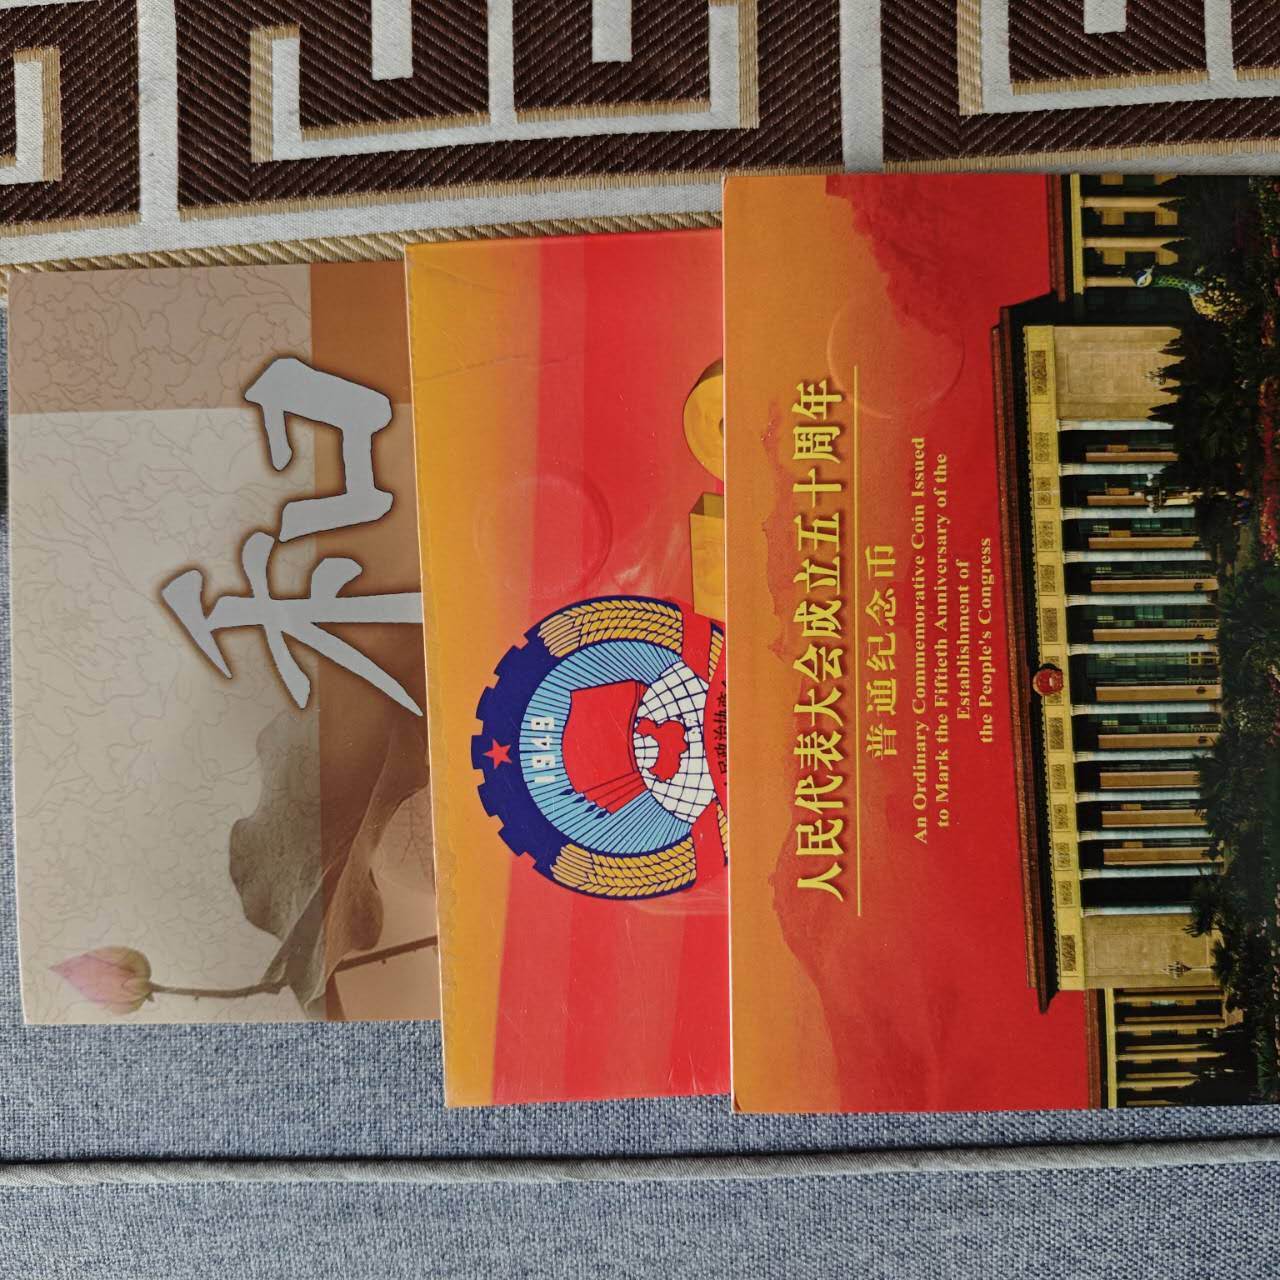 和
1949
人民代表大会成立五十周年
普通纪念币
An Ordinary Commemorative Coin Issued
to Mark the Fiftieth Anniversary of the
Establishment of
the People's Congress